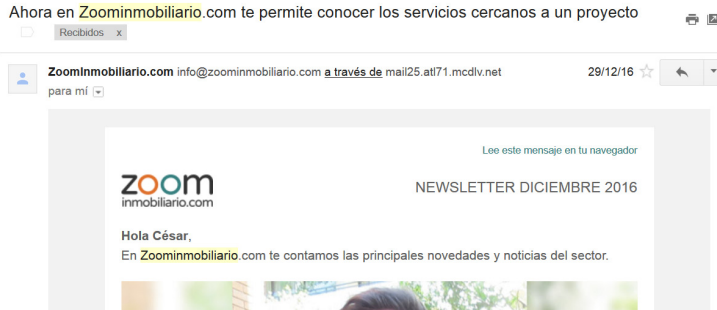 Ahora en Zoominmobiliario.com te permite conocer los servicios cercanos a un proyecto
Recibidos x
ZoomInmobiliario.com info@zoominmobiliario.com a través de mail25.atl71.mcdlv.net 29/12/16
para mí
Lee este mensaje en tu navegador
zoom
inmobiliario.com
NEWSLETTER DICIEMBRE 2016
Hola César,
En Zoominmobiliario.com te contamos las principales novedades y noticias del sector.